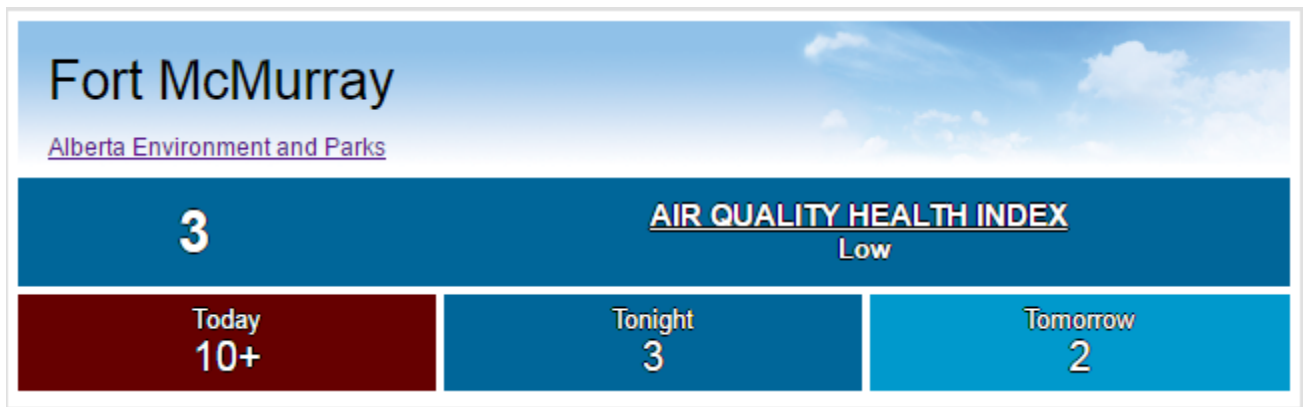 Fort McMurray
Alberta Environment and Parks
3
AIR QUALITY HEALTH INDEX
Low
Today
10+
Tonight
3
Tomorrow
2